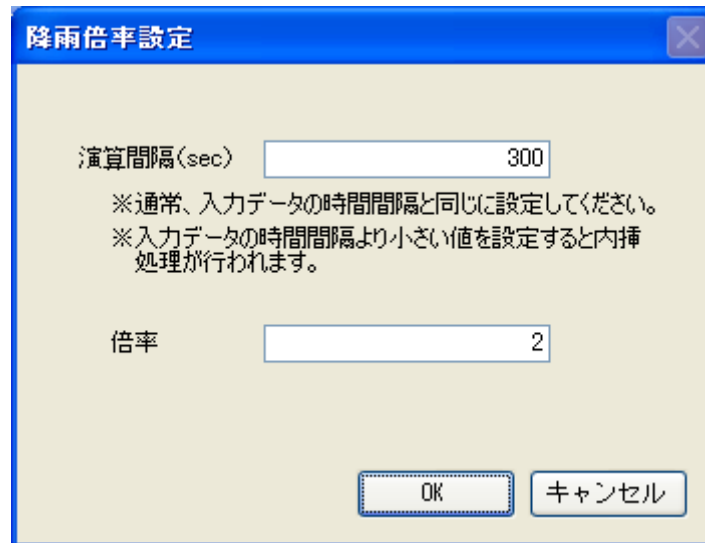 降雨倍率設定
演算間隔(sec) 300
※通常、入力データの時間間隔と同じに設定してください。
※入力データの時間間隔より小さい値を設定すると内挿
処理が行われます。
倍率 2
OK キャンセル